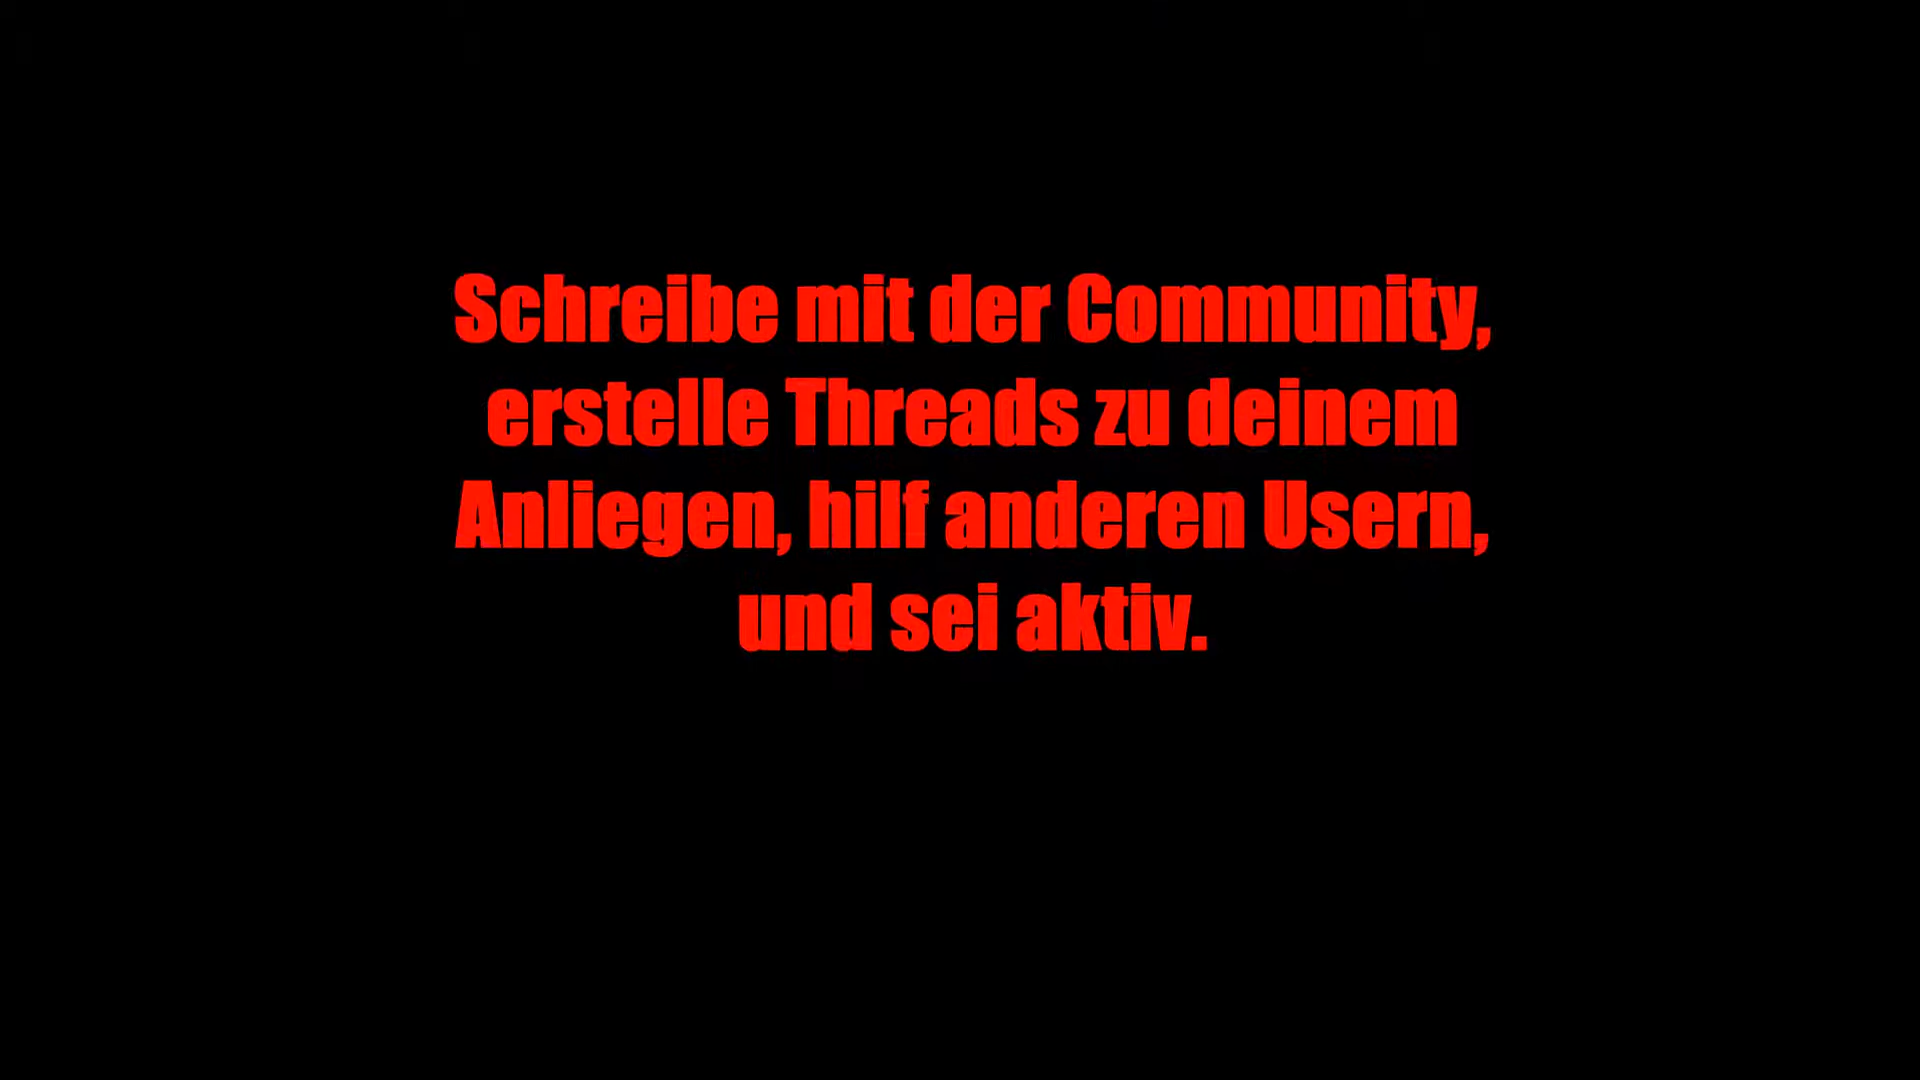 Schreibe mit der Community,
erstelle Threads zu deinem
Anliegen, hilf anderen Usern,
und sei aktiv.